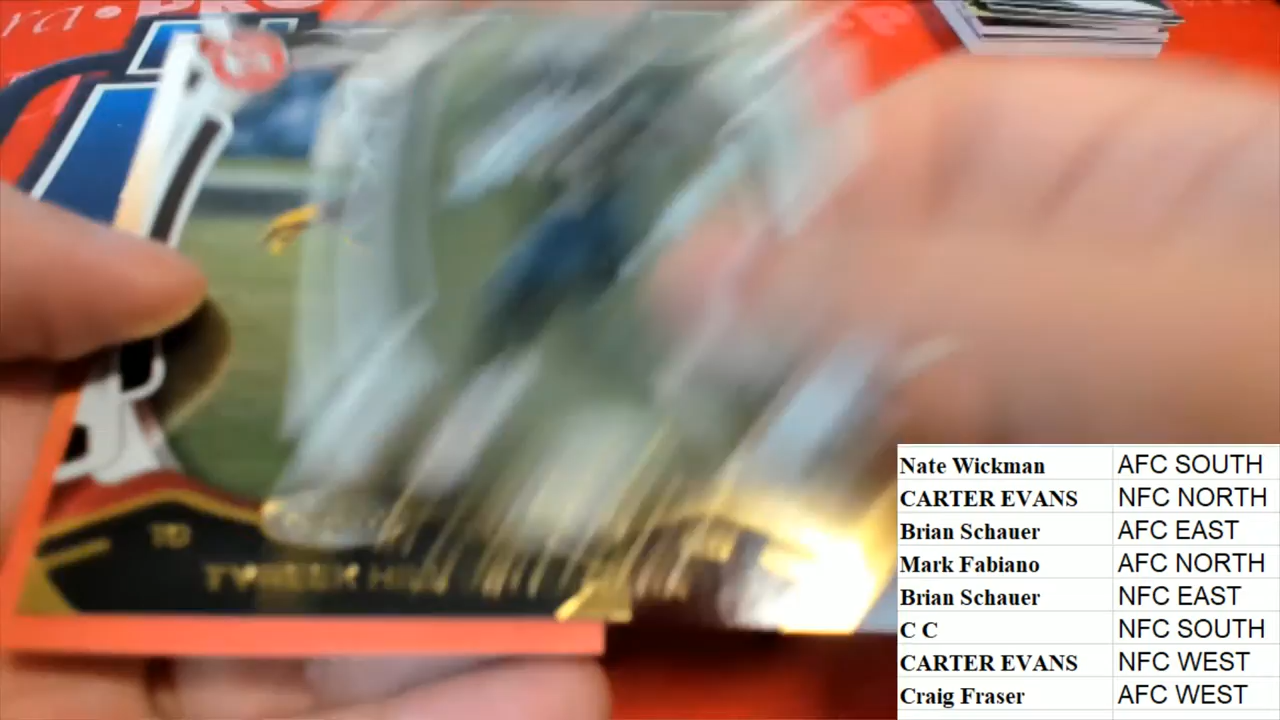 Nate Wickman AFC SOUTH
CARTER EVANS NFC NORTH
Brian Schauer AFC EAST
Mark Fabiano AFC NORTH
Brian Schauer NFC EAST
C C NFC SOUTH
CARTER EVANS NFC WEST
Craig Fraser AFC WEST
HILL